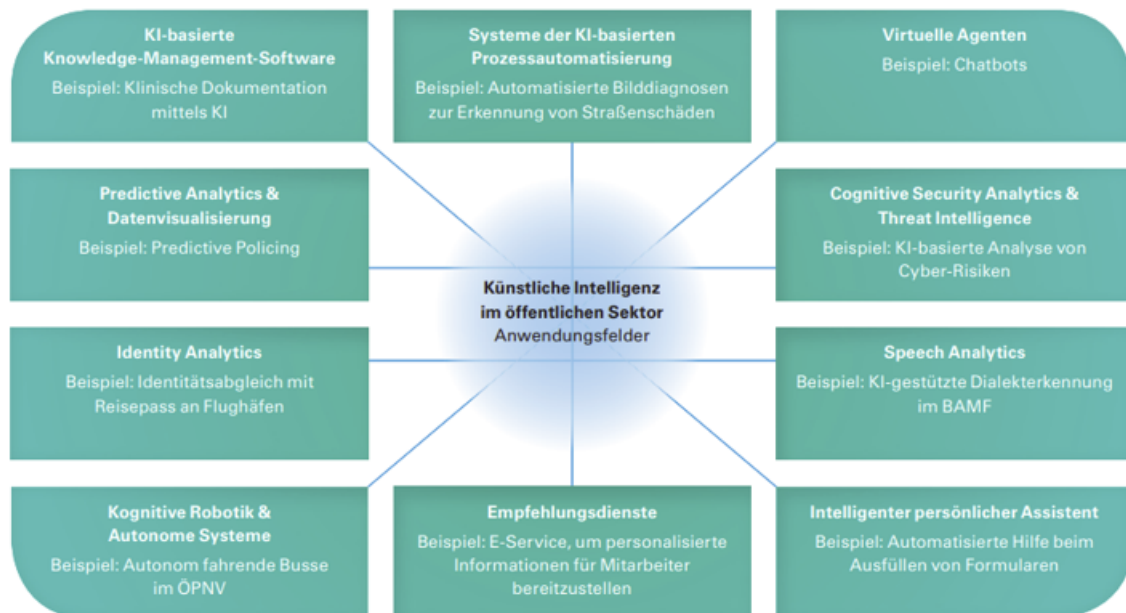 KI-basierte
Knowledge-Management-Software
Beispiel: Klinische Dokumentation
mittels KI
Systeme der KI-basierten
Prozessautomatisierung
Beispiel: Automatisierte Bilddiagnosen
zur Erkennung von Straßenschäden
Virtuelle Agenten
Beispiel: Chatbots
Predictive Analytics &
Datenvisualisierung
Beispiel: Predictive Policing
Cognitive Security Analytics &
Threat Intelligence
Beispiel: KI-basierte Analyse von
Cyber-Risiken
Künstliche Intelligenz
im öffentlichen Sektor
Anwendungsfelder
Identity Analytics
Beispiel: Identitätsabgleich mit
Reisepass an Flughäfen
Speech Analytics
Beispiel: KI-gestützte Dialekterkennung
im BAMF
Kognitive Robotik &
Autonome Systeme
Beispiel: Autonom fahrende Busse
im ÖPNV
Empfehlungsdienste
Beispiel: E-Service, um personalisierte
Informationen für Mitarbeiter
bereitzustellen
Intelligenter persönlicher Assistent
Beispiel: Automatisierte Hilfe beim
Ausfüllen von Formularen